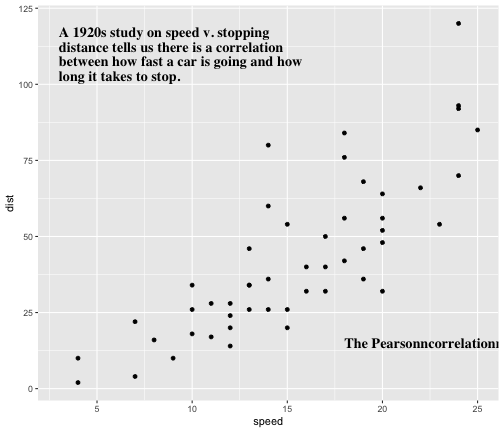 125
A 1920s study on speed v. stopping
distance tells us there is a correlation
between how fast a car is going and how
long it takes to stop.
100
75
dist
50
25
The Pearsonncorrelationn
0
5 10 15 20 25
speed